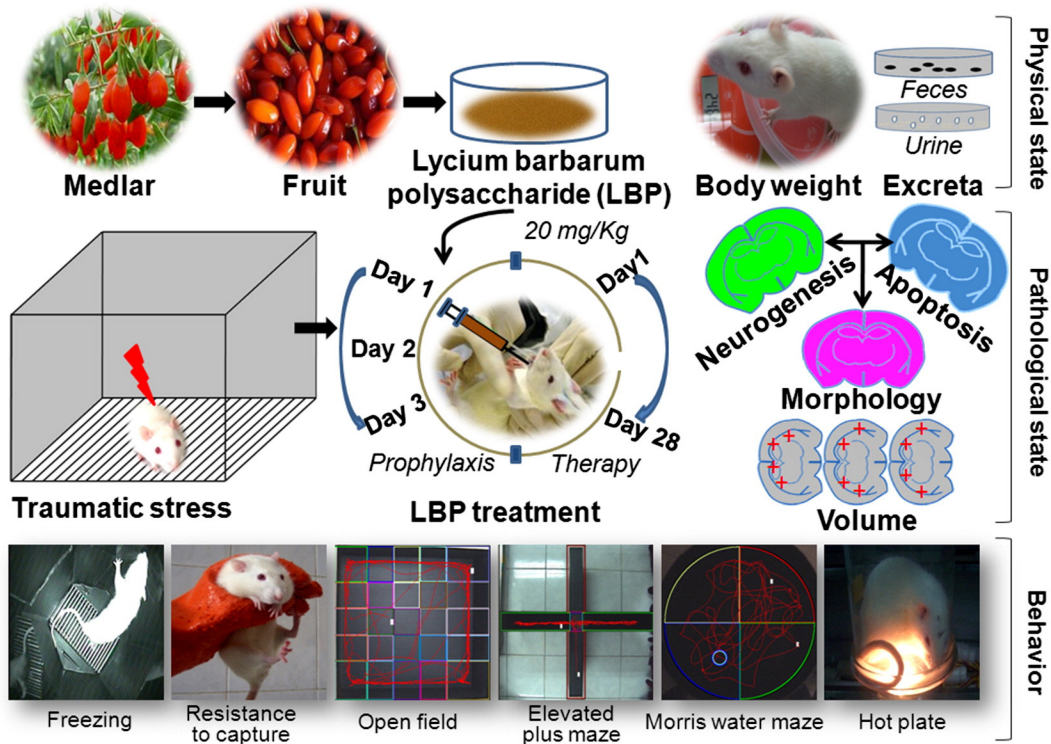 Medlar
Fruit
Lycium barbarum
polysaccharide (LBP)
Body weight
Feces
Urine
Excreta
Physical state
20 mg/Kg
Day 1
Day 2
Day 3
Day1
Day 28
Prophylaxis
Therapy
Traumatic stress
LBP treatment
Neurogenesis
Apoptosis
Morphology
Volume
Pathological state
Freezing
Resistance
to capture
Open field
Elevated
plus maze
Morris water maze
Hot plate
Behavior